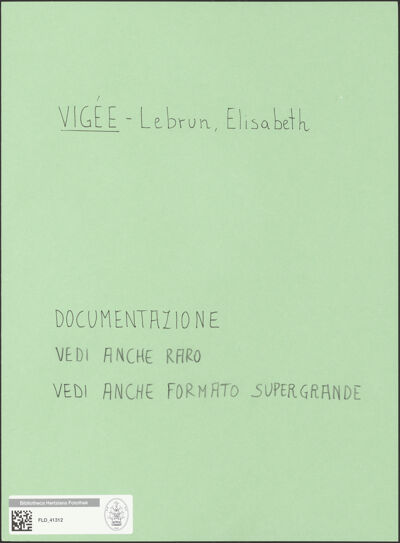 VIGÉE - Lebrun, Elisabeth
DOCUMENTAZIONE
VEDI ANCHE RARO
VEDI ANCHE FORMATO SUPERGRANDE
Bibliotheca Hertziana Fotothek
FLD_41312